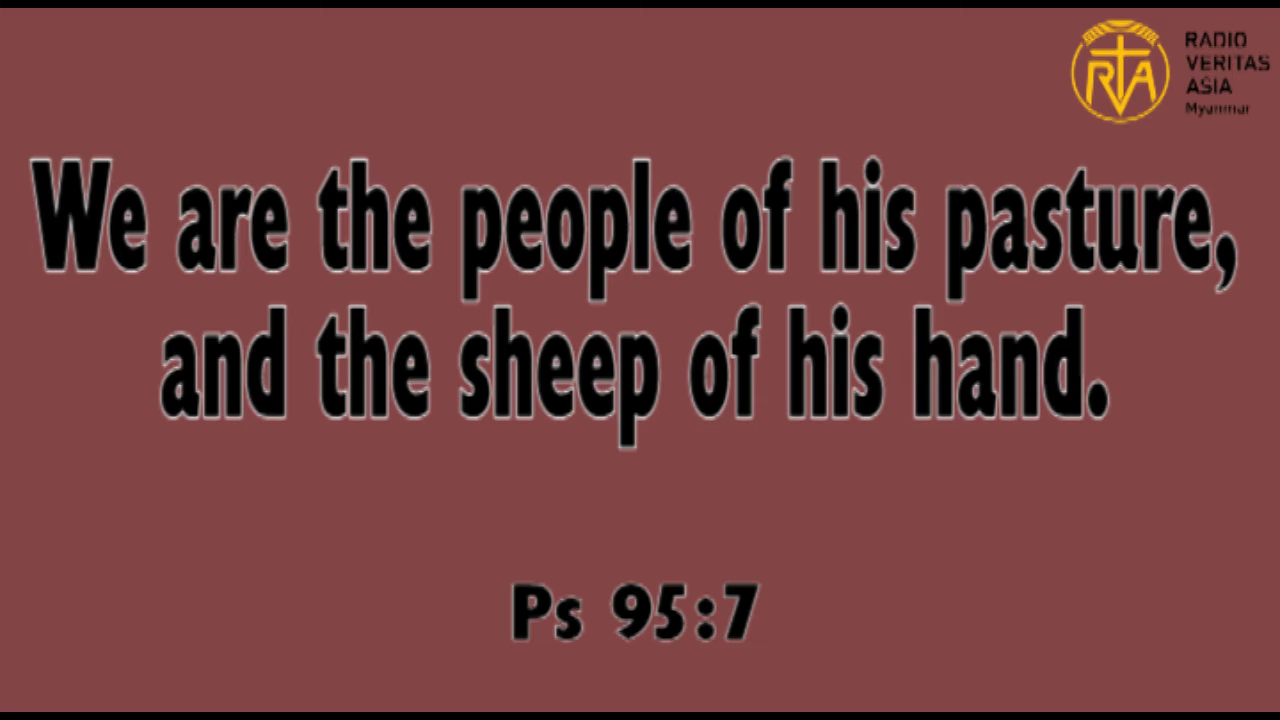 RTA
RADIO
VERITAS
ASIA
Myanmar
We are the people of his pasture,
and the sheep of his hand.
Ps 95:7